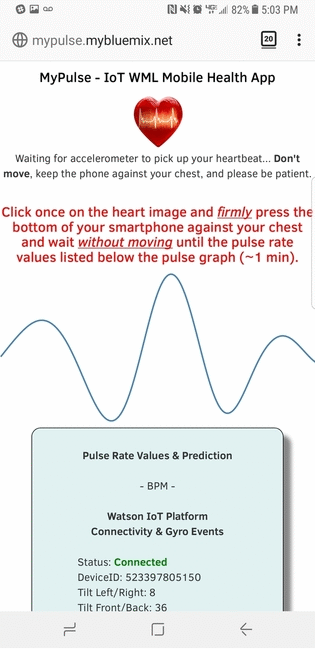 82% 5:03 PM
mypulse.mybluemix.net 20
MyPulse - IoT WML Mobile Health App
Waiting for accelerometer to pick up your heartbeat... Don't
move, keep the phone against your chest, and please be patient.
Click once on the heart image and firmly press the
bottom of your smartphone against your chest
and wait without moving until the pulse rate
values listed below the pulse graph (~1 min).
Pulse Rate Values & Prediction
- BPM -
Watson IoT Platform
Connectivity & Gyro Events
Status: Connected
DeviceID: 523397805150
Tilt Left/Right: 8
Tilt Front/Back: 36